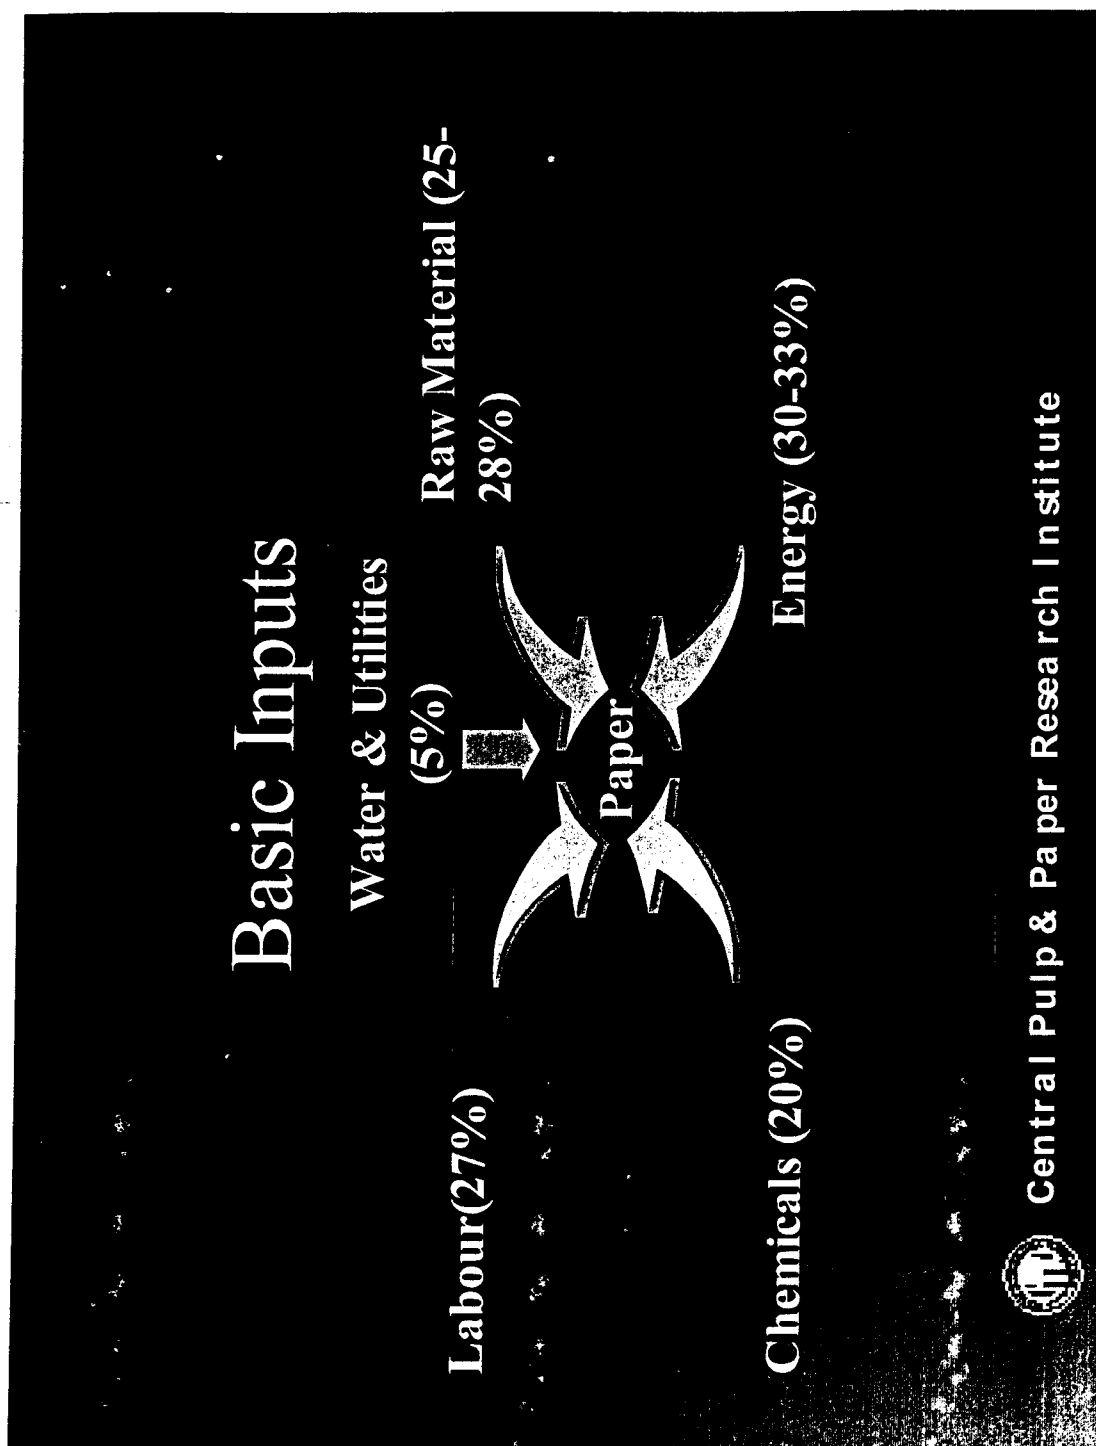 Basic Inputs
Water & Utilities
(5%)
Labour(27%)
Raw Material (25-
28%)
Paper
Chemicals (20%)
Energy (30-33%)
Central Pulp & Paper Research Institute